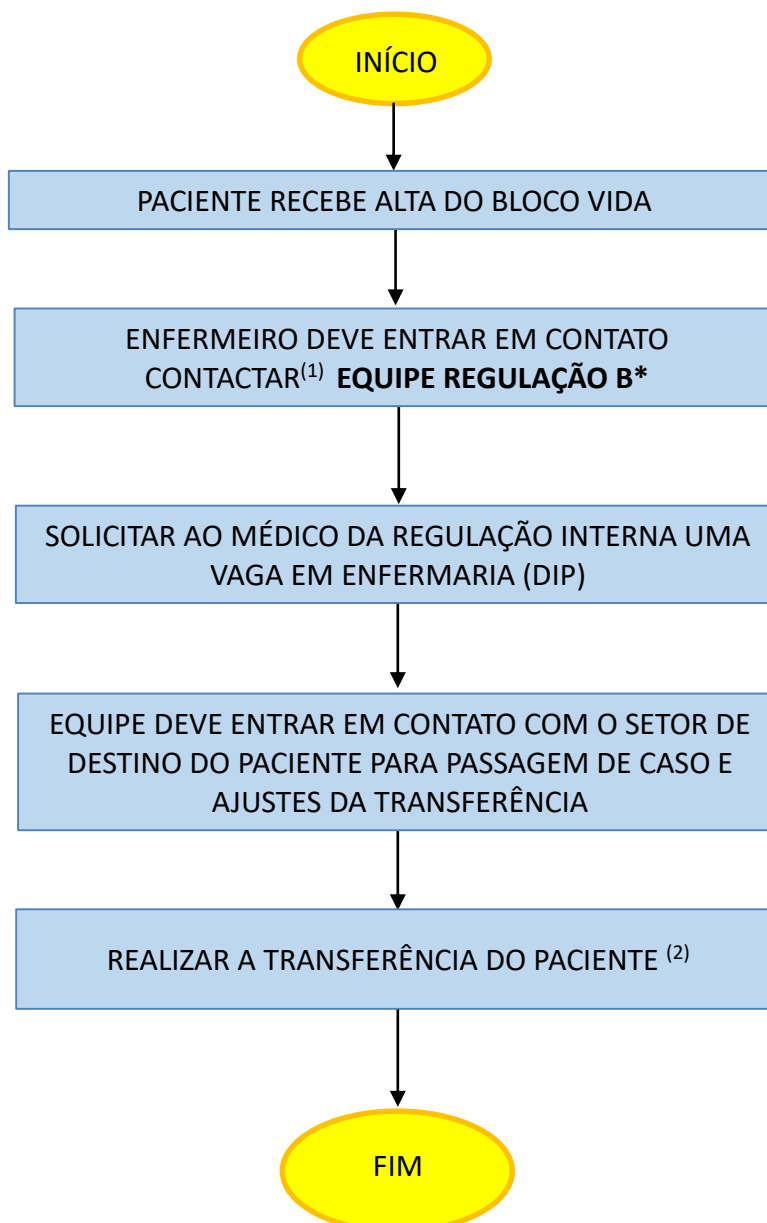 INÍCIO
PACIENTE RECEBE ALTA DO BLOCO VIDA
ENFERMEIRO DEVE ENTRAR EM CONTATO
CONTACTAR(1) EQUIPE REGULAÇÃO B*
SOLICITAR AO MÉDICO DA REGULAÇÃO INTERNA UMA
VAGA EM ENFERMARIA (DIP)
EQUIPE DEVE ENTRAR EM CONTATO COM O SETOR DE
DESTINO DO PACIENTE PARA PASSAGEM DE CASO E
AJUSTES DA TRANSFERÊNCIA
REALIZAR A TRANSFERÊNCIA DO PACIENTE (2)
FIM